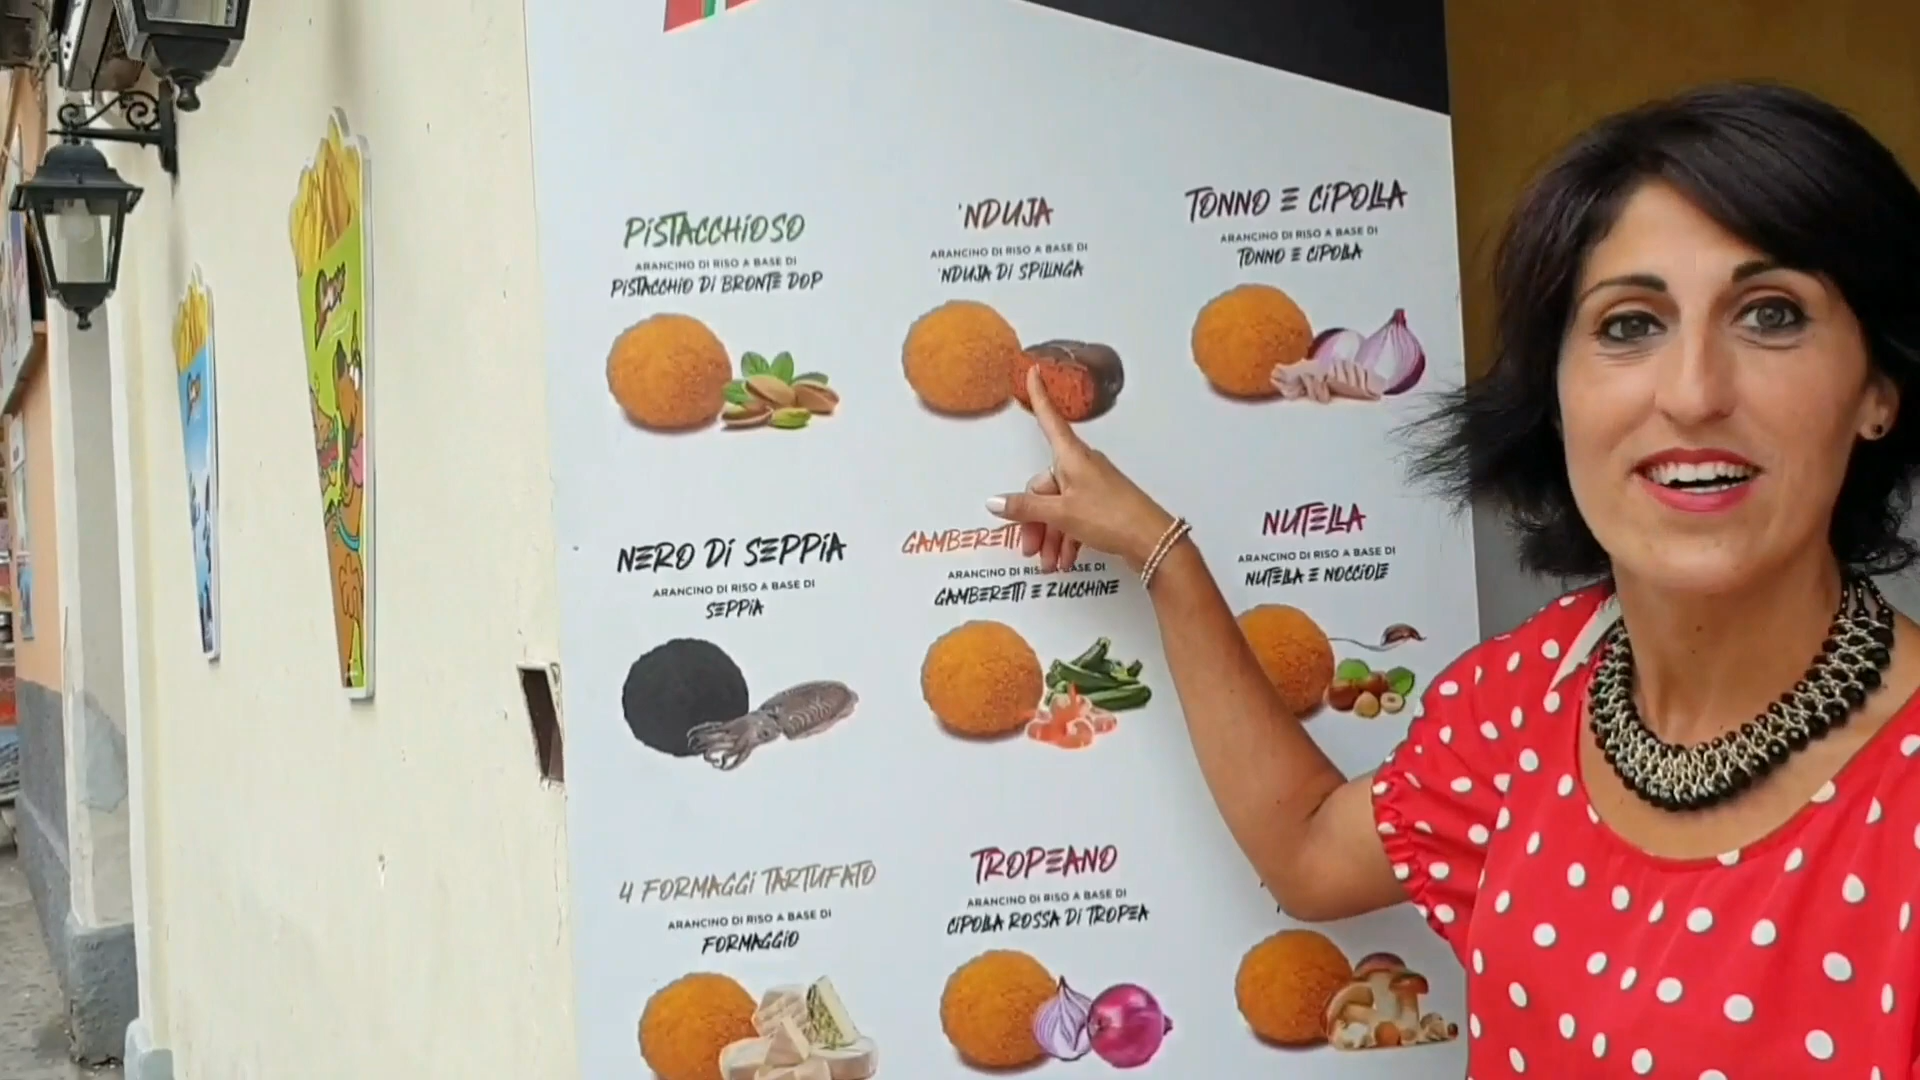 PISTACCHIOSO
ARANCINO DI RISO A BASE DI
PISTACCHIO DI BRONTE DOP
'NDUJA
ARANCINO DI RISO A BASE DI
'NDUJA DI SPILINGA
TONNO E CIPOLLA
ARANCINO DI RISO A BASE DI
TONNO E CIPOLLA
NERO DI SEPPIA
ARANCINO DI RISO A BASE DI
SEPPIA
GAMBERETTI
ARANCINO DI RISO A BASE DI
GAMBERETTI E ZUCCHINE
NUTELLA
ARANCINO DI RISO A BASE DI
NUTELLA E NOCCIOLE
4 FORMAGGI TARTUFATO
ARANCINO DI RISO A BASE DI
FORMAGGIO
TROPEANO
ARANCINO DI RISO A BASE DI
CIPOLLA ROSSA DI TROPEA